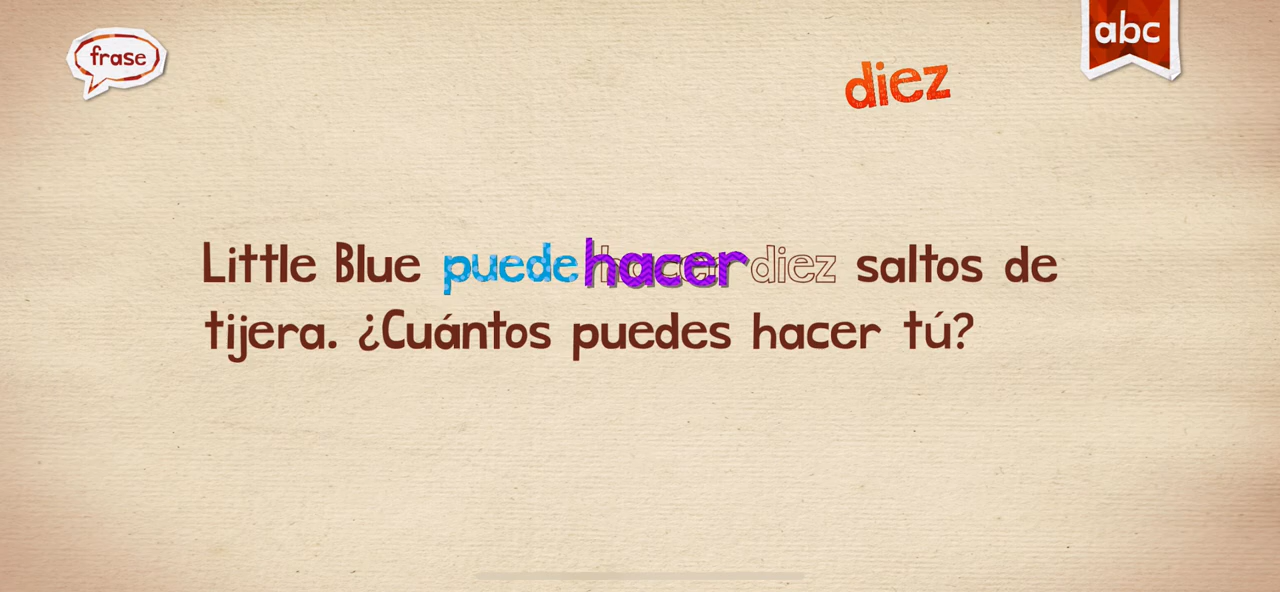 frase
abc
diez
Little Blue puede hacer diez saltos de
tijera. ¿Cuántos puedes hacer tú?